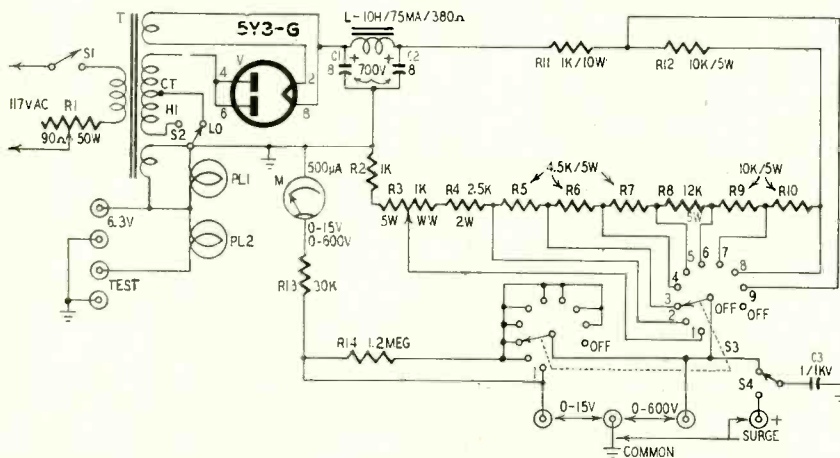 L-10H/75MA/380Ω
T
5Y3-G
S1
C1
8
700V
C2
8
R11 1K/10W
R12
10K/5W
V
4
2
117VAC
R1
CT
H1
6
8
90Ω 50W
S2
LO
500μA
R2 1K
4.5K/5W
10K/5W
M
PL1
R3 1K
R4 2.5K
R5
R6
R7
R8 12K
R9
R10
5W
WW
2W
5W
0-15V
0-600V
6.3V
PL2
5
6
7
4
8
TEST
R13
30K
3
OFF
9
2
OFF
1
R14 1.2 MEG
OFF
S3
C3
1/1KV
1
S4
0-15V
0-600V
+
SURGE
COMMON